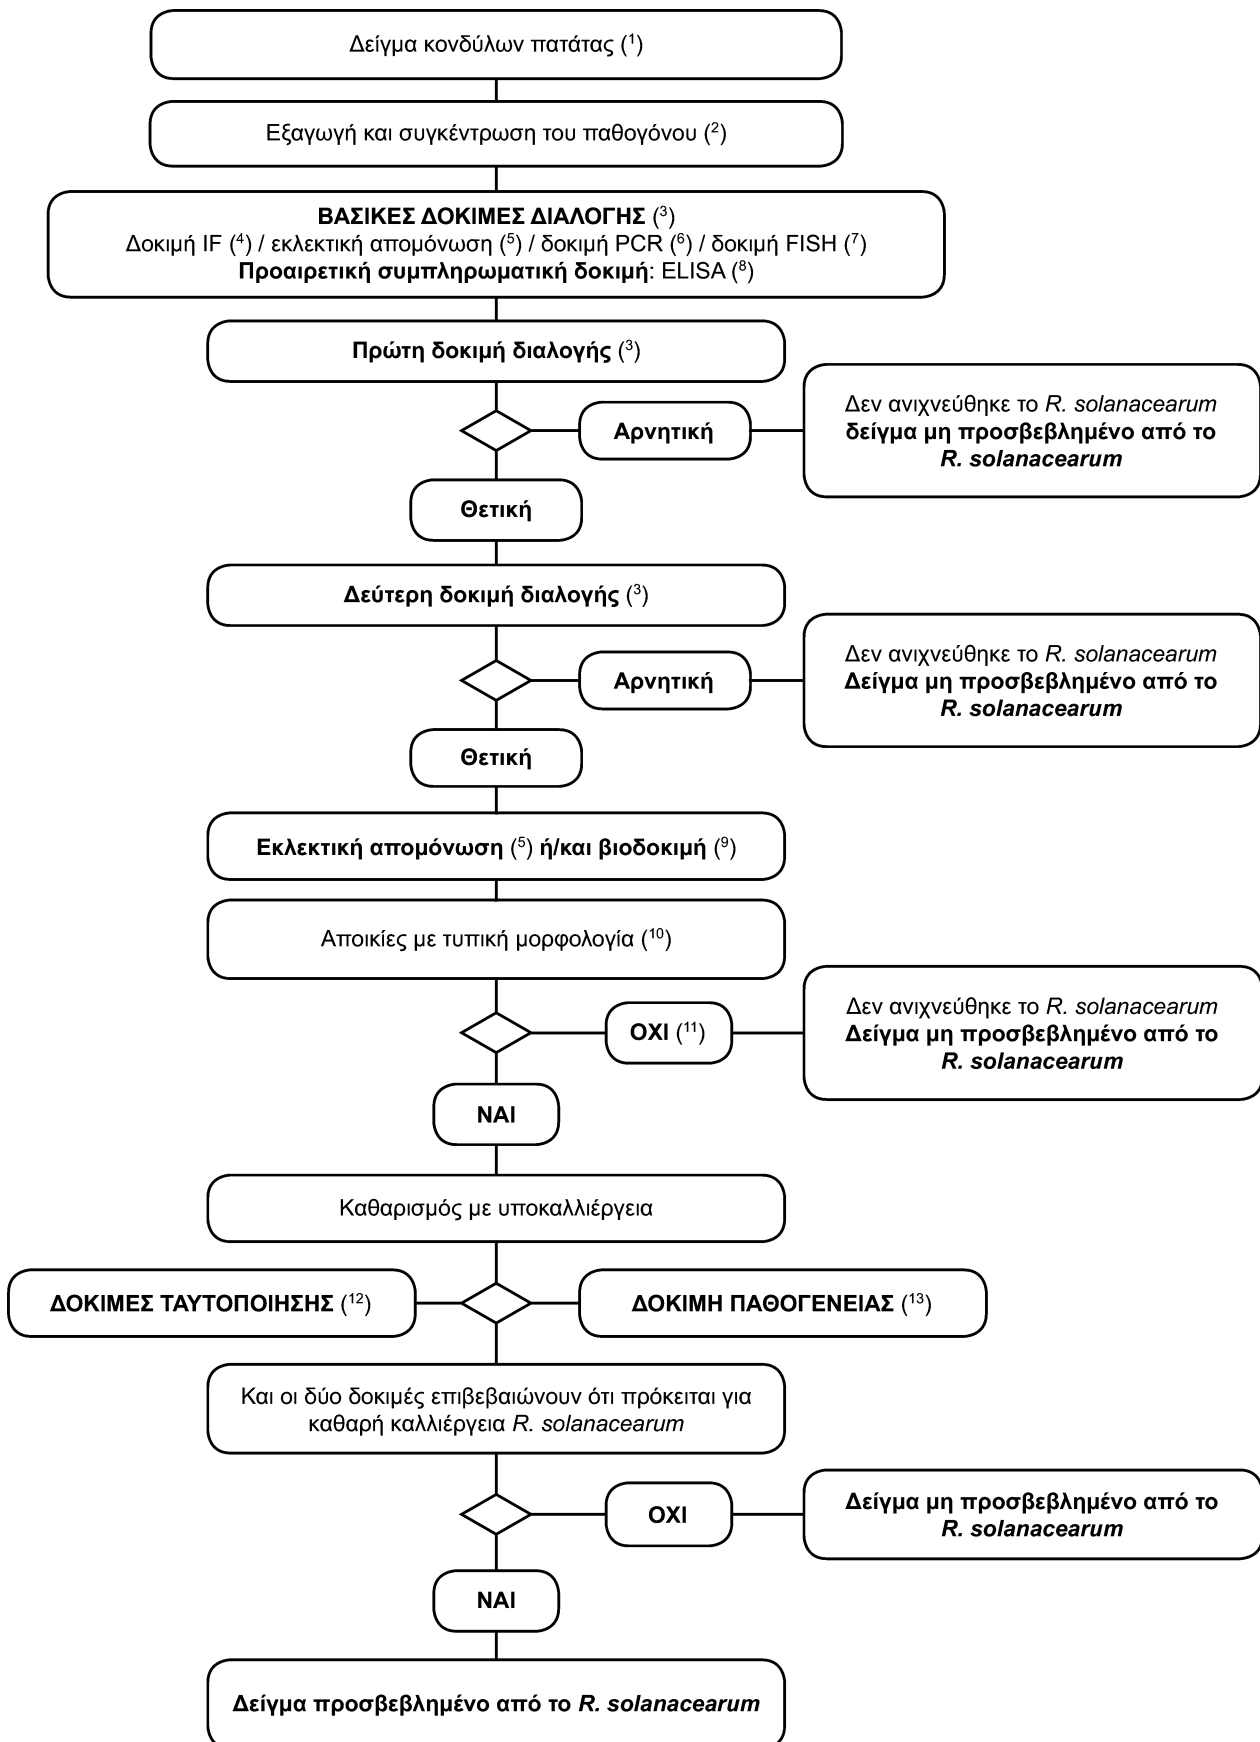 Δείγμα κονδύλων πατάτας (¹)
Εξαγωγή και συγκέντρωση του παθογόνου (²)
ΒΑΣΙΚΕΣ ΔΟΚΙΜΕΣ ΔΙΑΛΟΓΗΣ (³)
Δοκιμή IF (⁴) / εκλεκτική απομόνωση (⁵) / δοκιμή PCR (⁶) / δοκιμή FISH (⁷)
Προαιρετική συμπληρωματική δοκιμή: ELISA (⁸)
Πρώτη δοκιμή διαλογής (³)
Αρνητική
Δεν ανιχνεύθηκε το R. solanacearum
δείγμα μη προσβεβλημένο από το
R. solanacearum
Θετική
Δεύτερη δοκιμή διαλογής (³)
Αρνητική
Δεν ανιχνεύθηκε το R. solanacearum
Δείγμα μη προσβεβλημένο από το
R. solanacearum
Θετική
Εκλεκτική απομόνωση (⁵) ή/και βιοδοκιμή (⁹)
Αποικίες με τυπική μορφολογία (¹⁰)
ΟΧΙ (¹¹)
Δεν ανιχνεύθηκε το R. solanacearum
Δείγμα μη προσβεβλημένο από το
R. solanacearum
ΝΑΙ
Καθαρισμός με υποκαλλιέργεια
ΔΟΚΙΜΕΣ ΤΑΥΤΟΠΟΙΗΣΗΣ (¹²)
ΔΟΚΙΜΗ ΠΑΘΟΓΕΝΕΙΑΣ (¹³)
Και οι δύο δοκιμές επιβεβαιώνουν ότι πρόκειται για
καθαρή καλλιέργεια R. solanacearum
ΟΧΙ
Δείγμα μη προσβεβλημένο από το
R. solanacearum
ΝΑΙ
Δείγμα προσβεβλημένο από το R. solanacearum